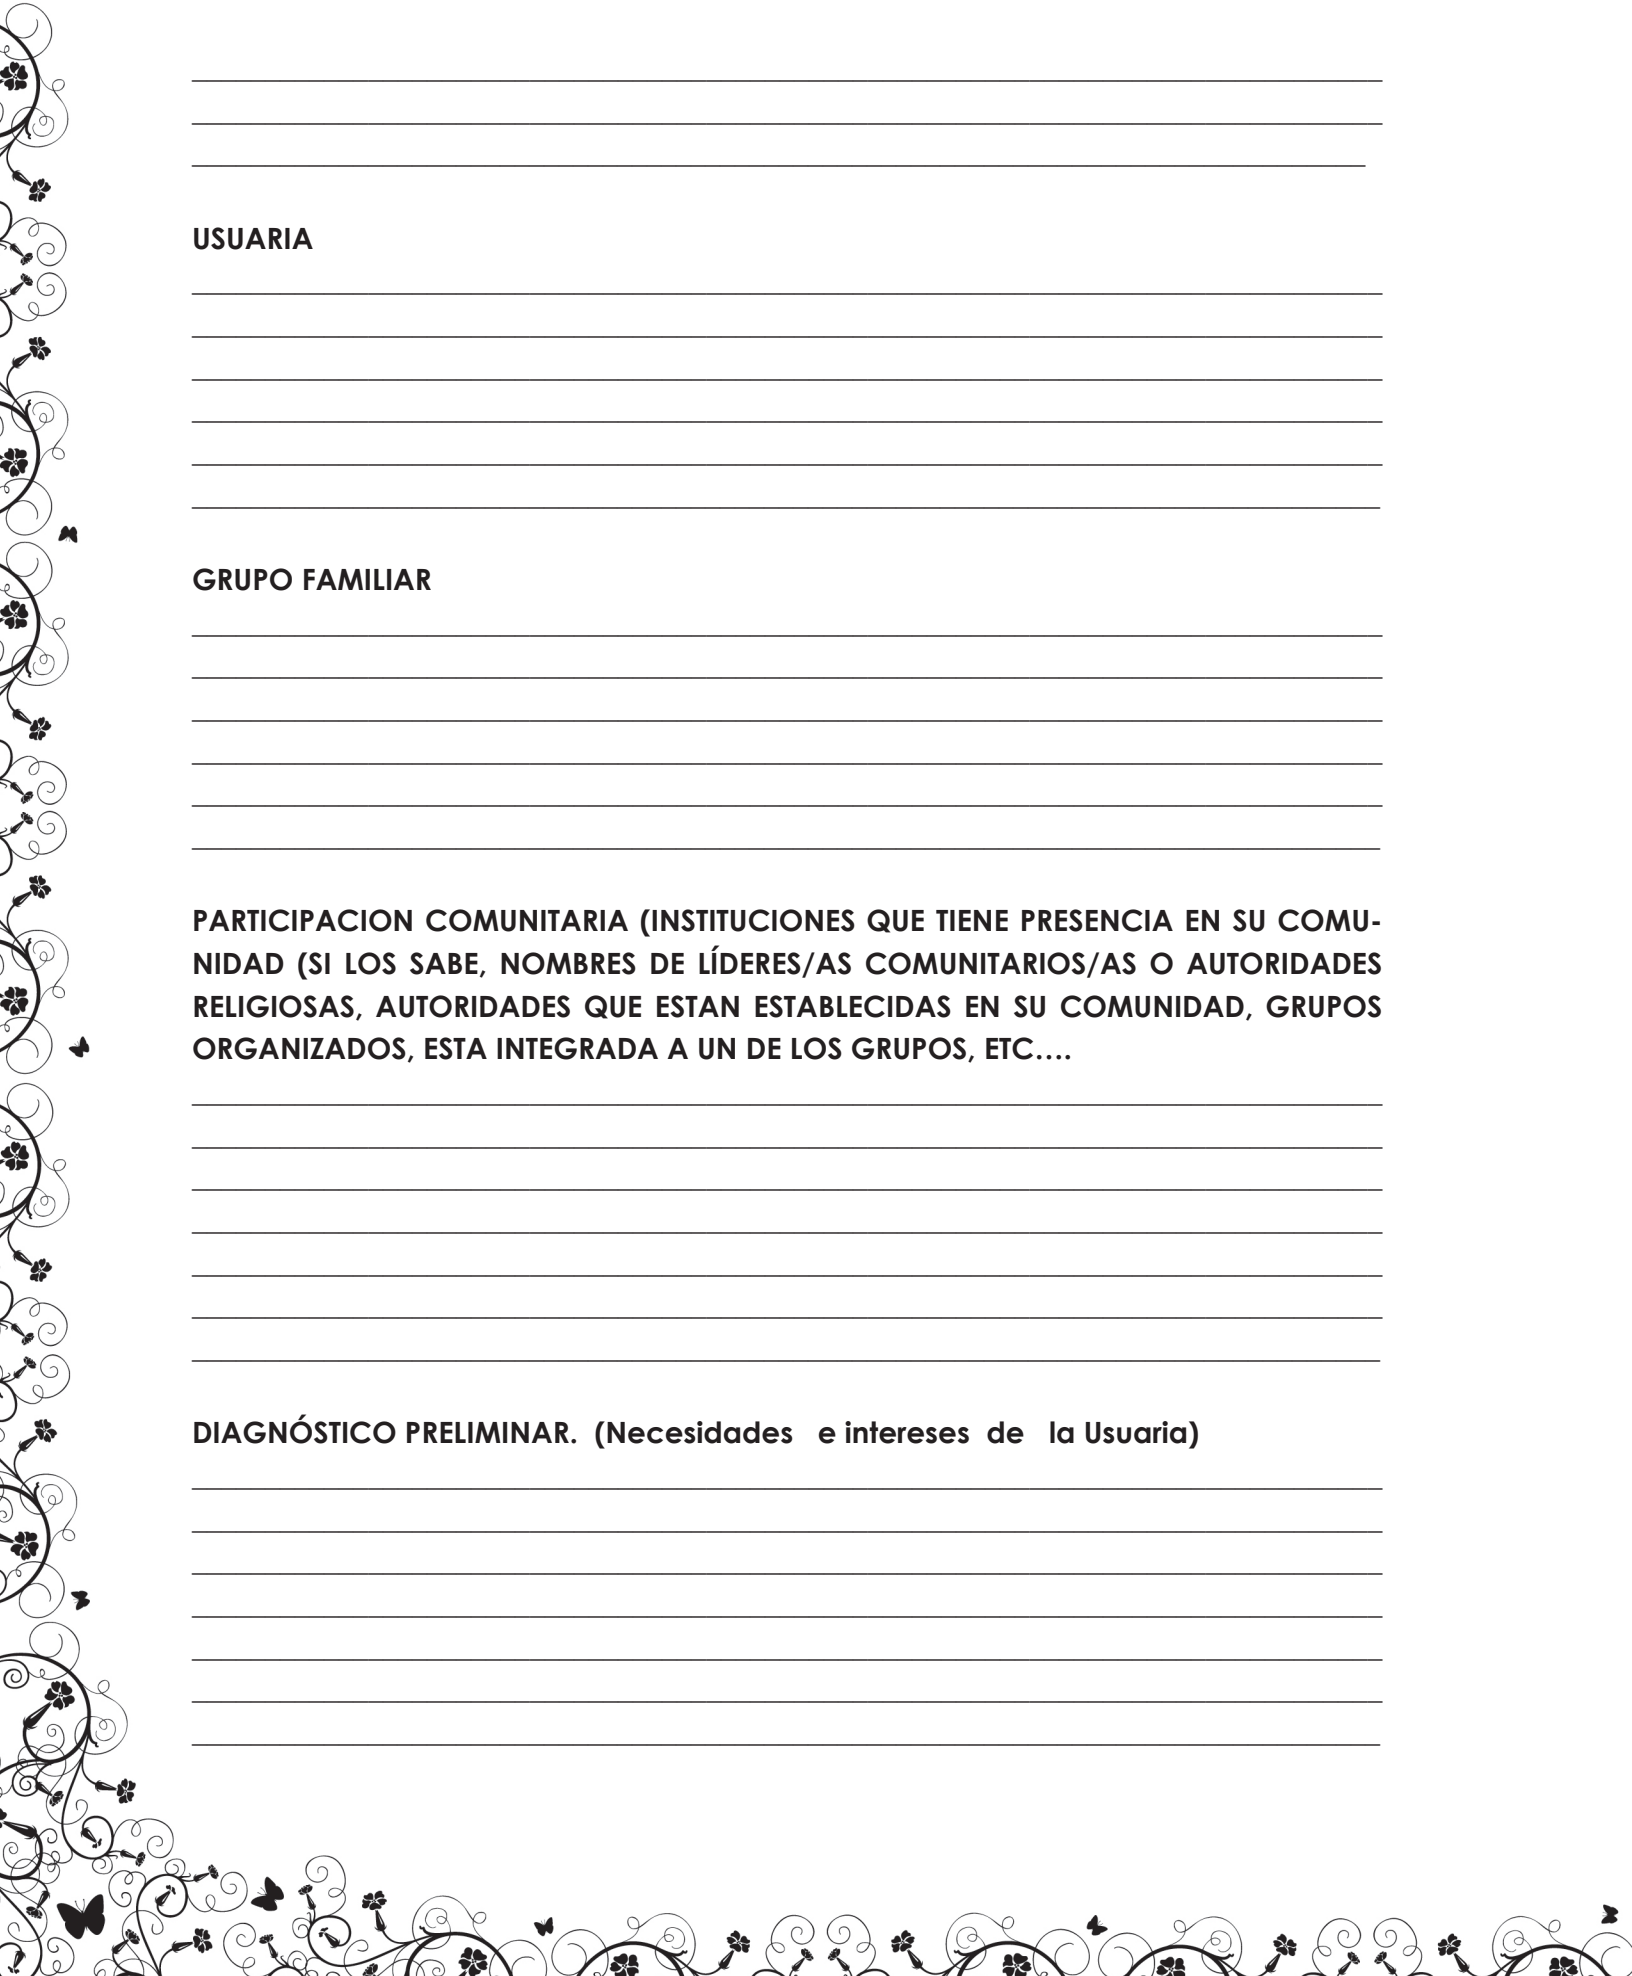 USUARIA
GRUPO FAMILIAR
PARTICIPACION COMUNITARIA (INSTITUCIONES QUE TIENE PRESENCIA EN SU COMU-
NIDAD (SI LOS SABE, NOMBRES DE LÍDERES/AS COMUNITARIOS/AS O AUTORIDADES
RELIGIOSAS, AUTORIDADES QUE ESTAN ESTABLECIDAS EN SU COMUNIDAD, GRUPOS
ORGANIZADOS, ESTA INTEGRADA A UN DE LOS GRUPOS, ETC....
DIAGNÓSTICO PRELIMINAR. (Necesidades e intereses de la Usuaria)